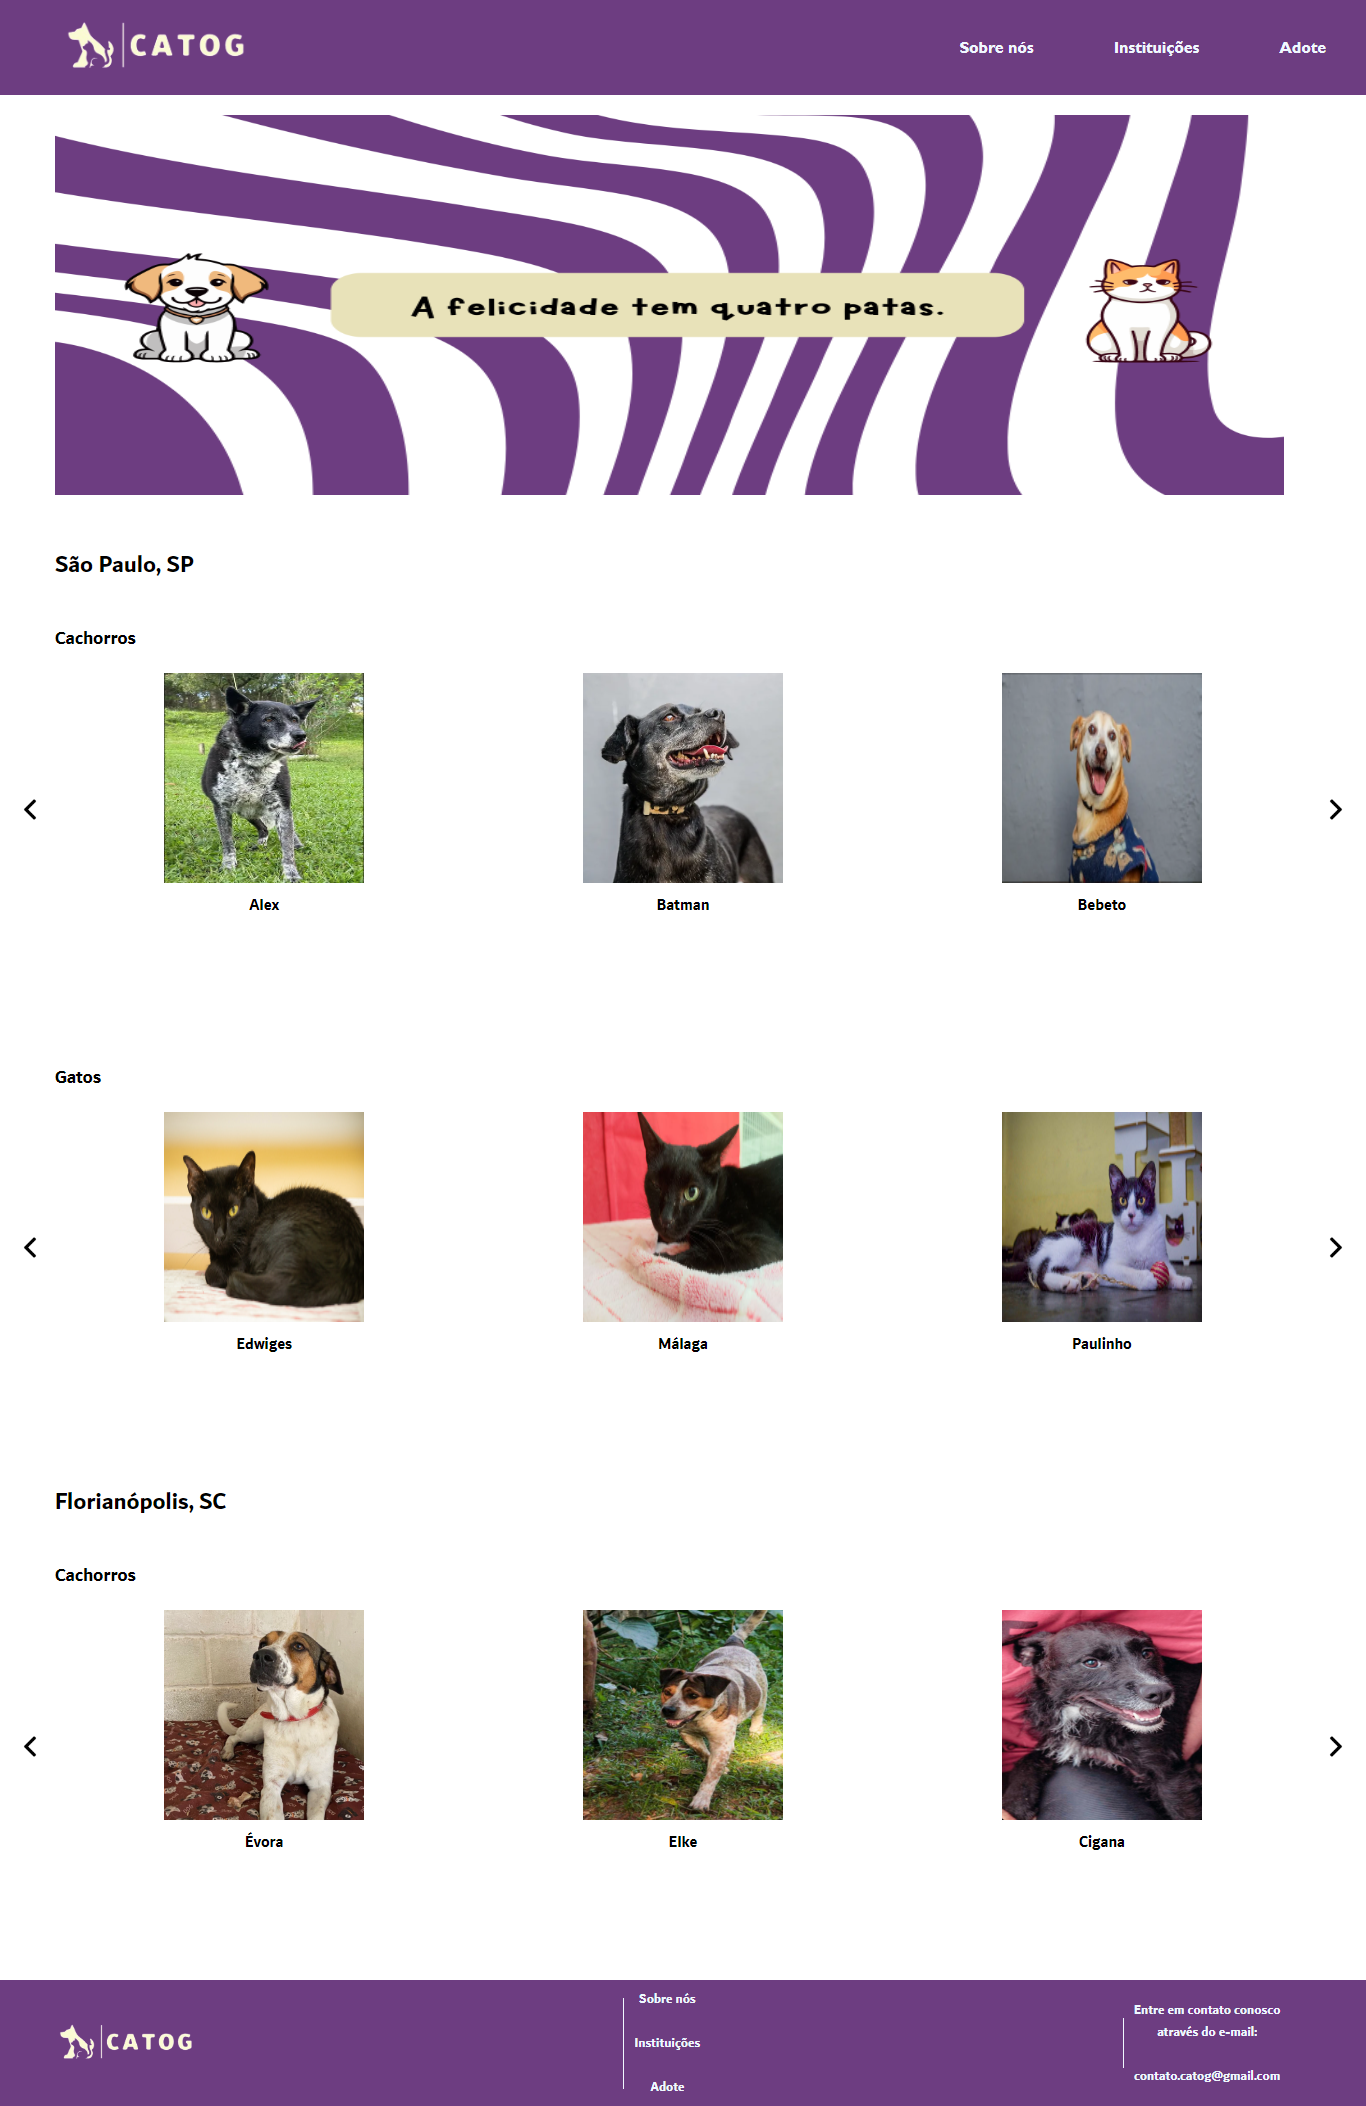 CATOG
Sobre nós
Instituições
Adote
A felicidade tem quatro patas.
São Paulo, SP
Cachorros
Alex
Batman
Bebeto
Gatos
Edwiges
Málaga
Paulinho
Florianópolis, SC
Cachorros
Évora
Elke
Cigana
CATOG
Sobre nós
Instituições
Adote
Entre em contato conosco
através do e-mail:
contato.catog@gmail.com